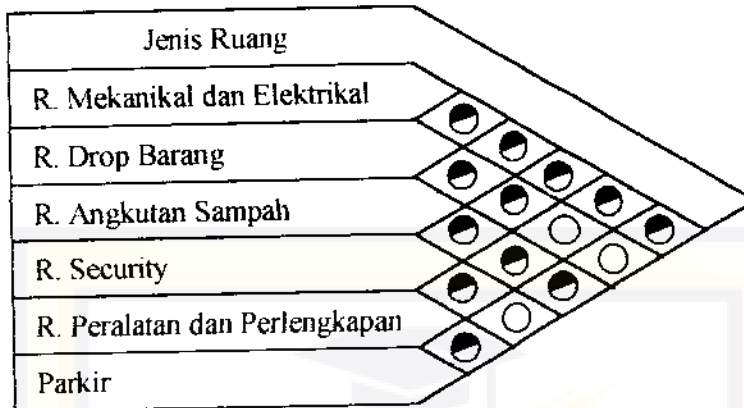 Jenis Ruang
R. Mekanikal dan Elektrikal
R. Drop Barang
R. Angkutan Sampah
R. Security
R. Peralatan dan Perlengkapan
Parkir